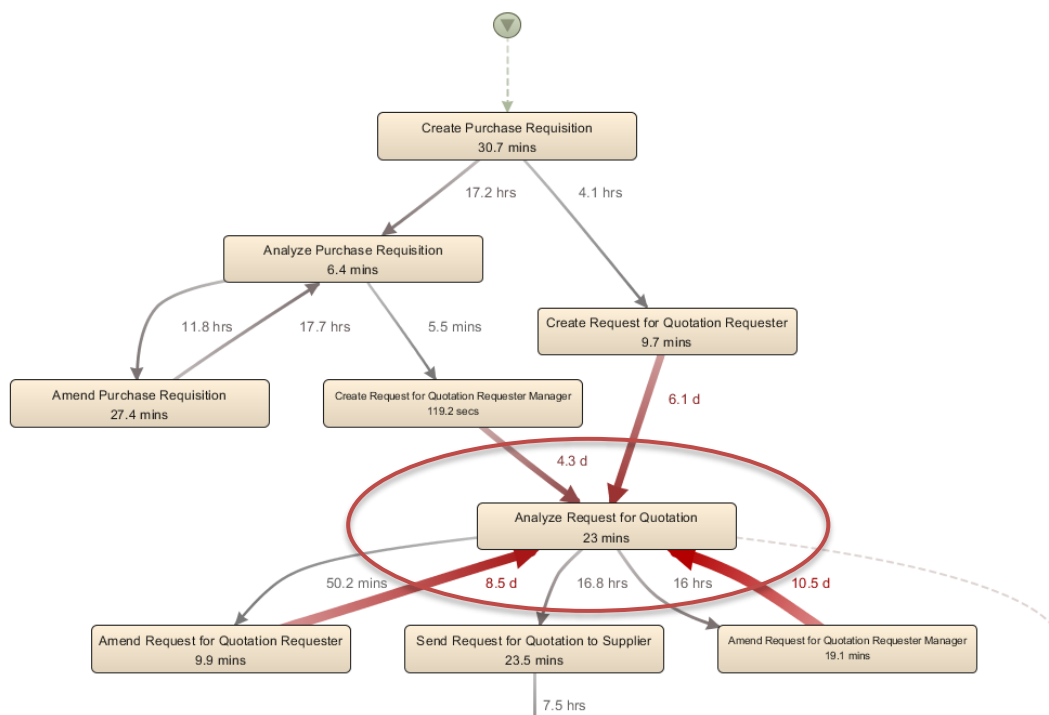 Create Purchase Requisition
30.7 mins
17.2 hrs
4.1 hrs
Analyze Purchase Requisition
6.4 mins
11.8 hrs
17.7 hrs
5.5 mins
Create Request for Quotation Requester
9.7 mins
Amend Purchase Requisition
27.4 mins
Create Request for Quotation Requester Manager
119.2 secs
6.1 d
4.3 d
Analyze Request for Quotation
23 mins
50.2 mins
8.5 d
16.8 hrs
16 hrs
10.5 d
Amend Request for Quotation Requester
9.9 mins
Send Request for Quotation to Supplier
23.5 mins
Amend Request for Quotation Requester Manager
19.1 mins
7.5 hrs